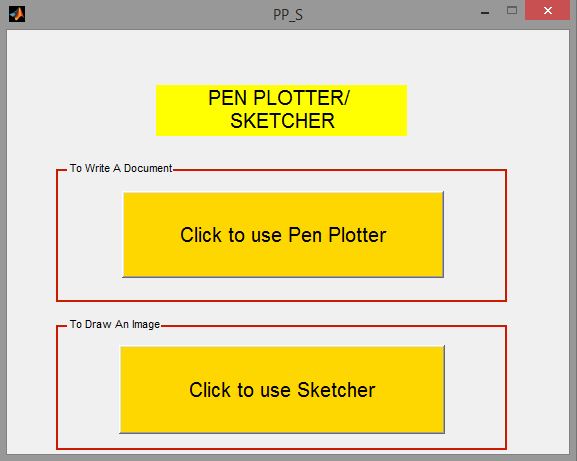 PP_S
PEN PLOTTER/
SKETCHER
To Write A Document
Click to use Pen Plotter
To Draw An Image
Click to use Sketcher